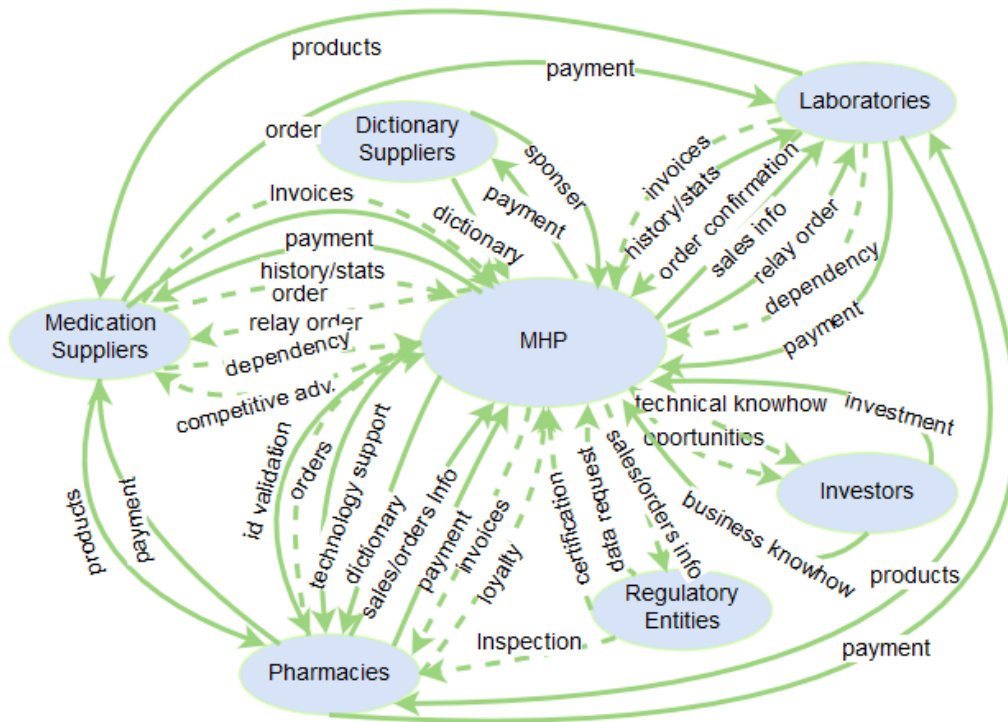 products
payment
Laboratories
order
Dictionary
Suppliers
sponser
invoices
history/stats
order confirmation
sales info
relay order
dependency
payment
Invoices
payment
history/stats
order
relay order
dependency
competitive adv.
payment
dictionary
Medication
Suppliers
MHP
technical knowhow
oportunities
investment
Investors
business knowhow
id validation
orders
technology support
dictionary
sales/orders Info
payment
invoices
loyalty
certification
data request
sales/orders info
products
payment
Regulatory
Entities
Inspection
Pharmacies
products
payment